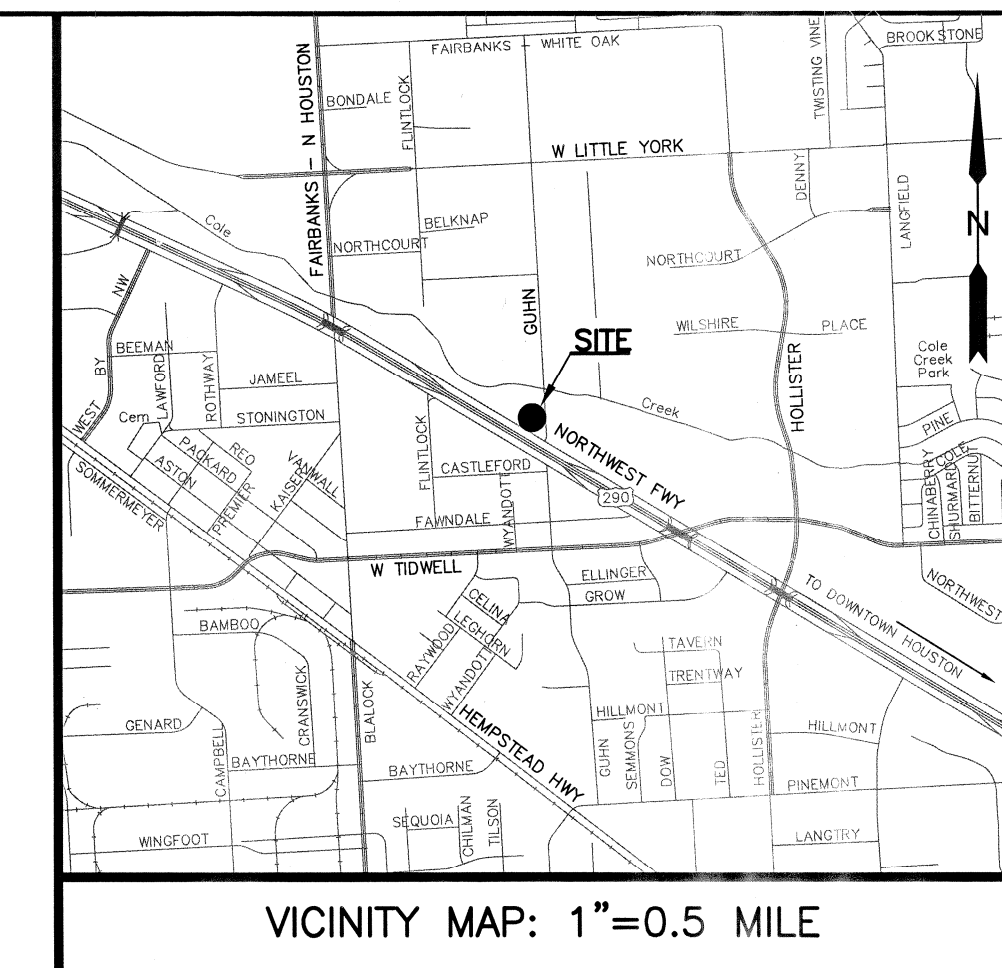 FAIRBANKS - WHITE OAK
TWISTING VINE
BROOKSTONE
FAIRBANKS - N HOUSTON
BONDALE
FLINTLOCK
W LITTLE YORK
DENNY
LANGFIELD
Cole
BELKNAP
NORTHCOURT
NORTHCOURT
N
NW
GUHN
WILSHIRE PLACE
SITE
BEEMAN
BY
LAWFORD
ROTHWAY
JAMEEL
HOLLISTER
Cole
Creek
Park
Cem
STONINGTON
Creek
WEST
PINE
REO
PACKARD
ASTON
VANWALL
KAISER
PREMIER
FLINTLOCK
CASTLEFORD
NORTHWEST FWY
290
WYANDOTT
COLE
CHINABERRY
SHURMARD
BITTERNUT
SOMMERMEYER
FAWNDALE
W TIDWELL
ELLINGER
GROW
TO DOWNTOWN HOUSTON
NORTHWEST
CELINA
LEGHORN
RAYWOOD
WYANDOTT
BAMBOO
TAVERN
TRENTWAY
CRANSWICK
BLALOCK
HILLMONT
HILLMONT
GENARD
CAMPBELL
BAYTHORNE
BAYTHORNE
HEMPSTEAD HWY
GUHN
SEMMONS
DOW
TED
HOLLISTER
PINEMONT
SEQUOIA
CHILMAN
TILSON
WINGFOOT
LANGTRY
VICINITY MAP: 1"=0.5 MILE